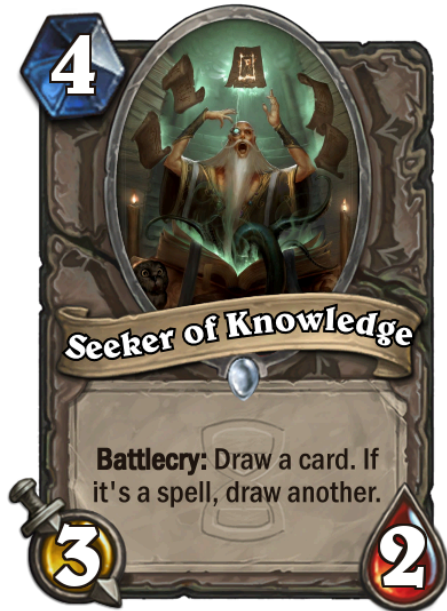 4
Seeker of Knowledge
Battlecry: Draw a card. If
it's a spell, draw another.
3
2